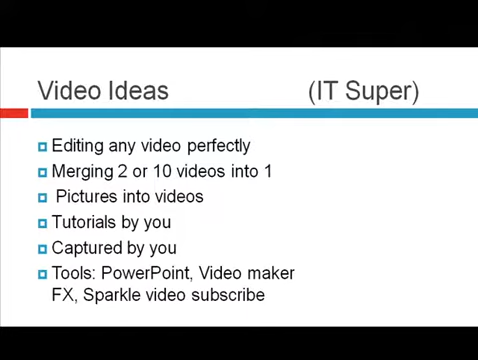 Video Ideas (IT Super)
Editing any video perfectly
Merging 2 or 10 videos into 1
Pictures into videos
Tutorials by you
Captured by you
Tools: PowerPoint, Video maker
FX, Sparkle video subscribe